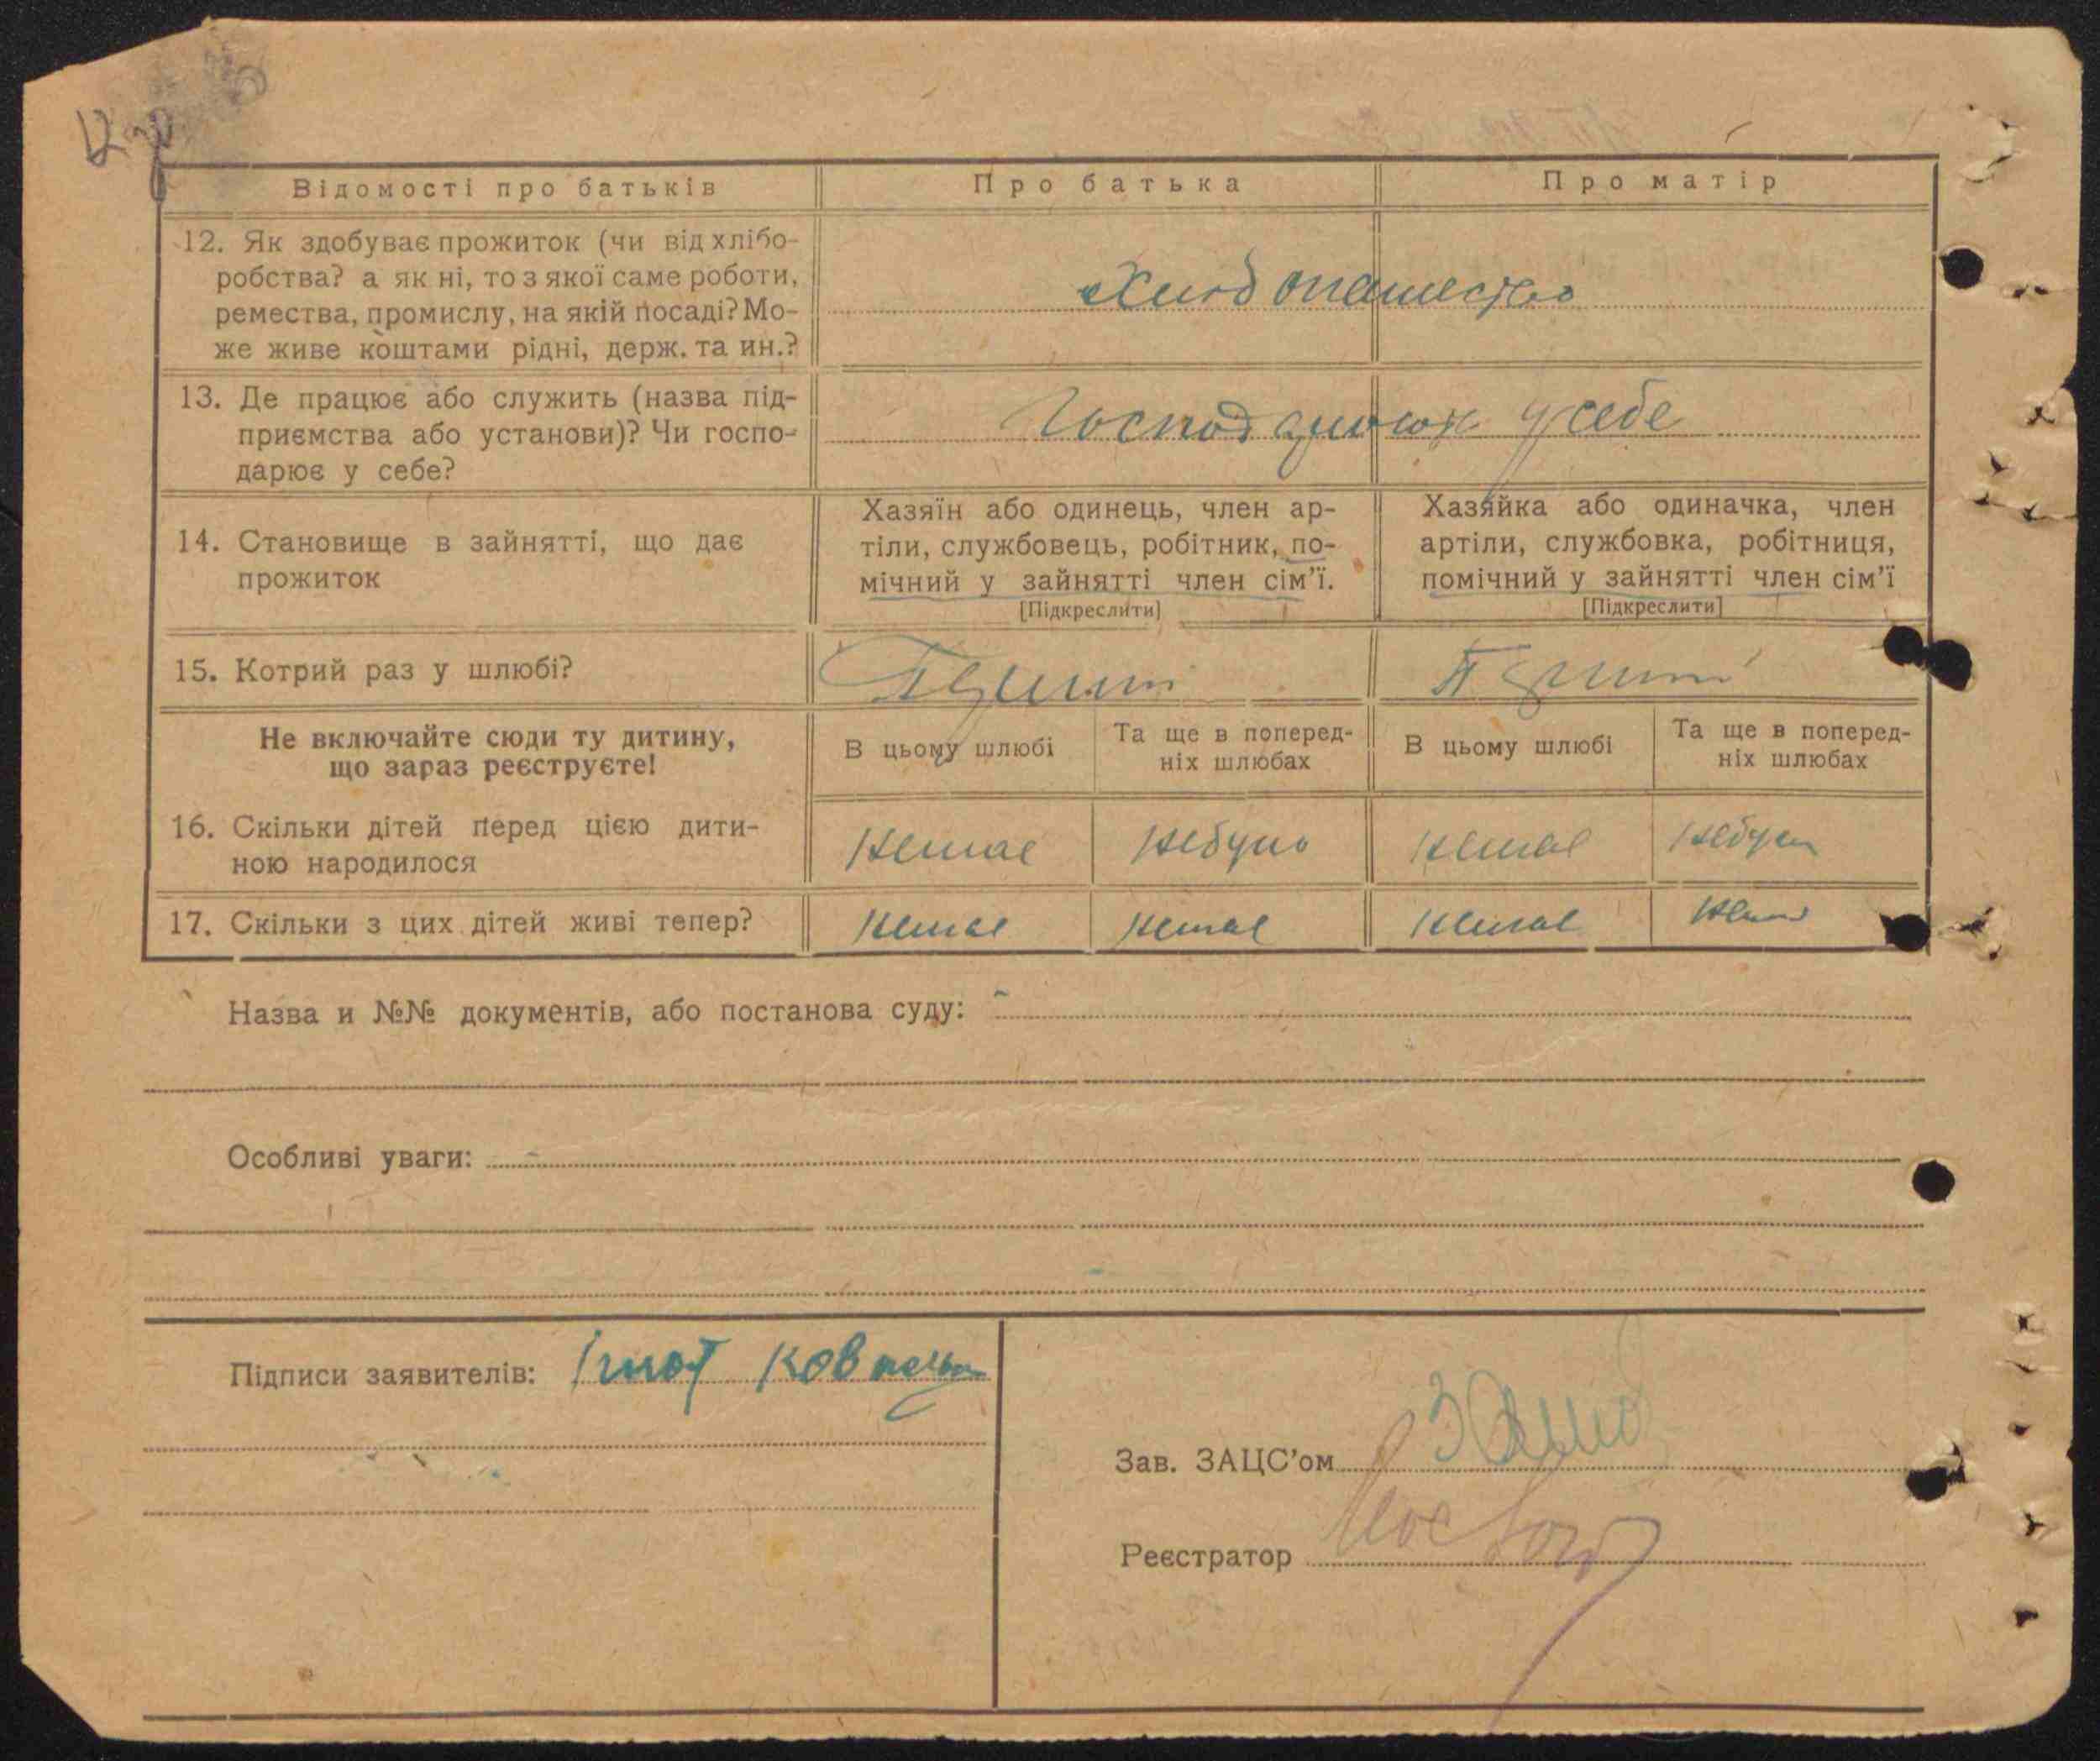 Відомості про батьків
Про батька
Про матір
12. Як здобуває прожиток (чи від хлібо-
робства? а як ні, то з якої саме роботи,
ремества, промислу, на якій посаді? Мо-
же живе коштами рідні, держ. та ин.?
13. Де працює або служить (назва під-
приємства або установи)? Чи госпо-
дарює у себе?
у себе
14. Становище в зайнятті, що дає
прожиток
Хазяїн або одинець, член ар-
тіли, службовець, робітник, по-
мічний у зайнятті член сім'ї.
[Підкреслити]
Хазяйка або одиначка, член
артіли, службовка, робітниця,
помічний у зайнятті член сім'ї
[Підкреслити]
15. Котрий раз у шлюбі?
Не включайте сюди ту дитину,
що зараз реєструєте!
В цьому шлюбі
Та ще в поперед-
ніх шлюбах
В цьому шлюбі
Та ще в поперед-
ніх шлюбах
16. Скільки дітей перед цією дити-
ною народилося
Немає
Небуло
Немає
Небуло
17. Скільки з цих дітей живі тепер?
Немає
Немає
Немає
Назва и №№ документів, або постанова суду:
Особливі уваги:
Підписи заявителів:
Зав. ЗАЦС'ом
Реєстратор